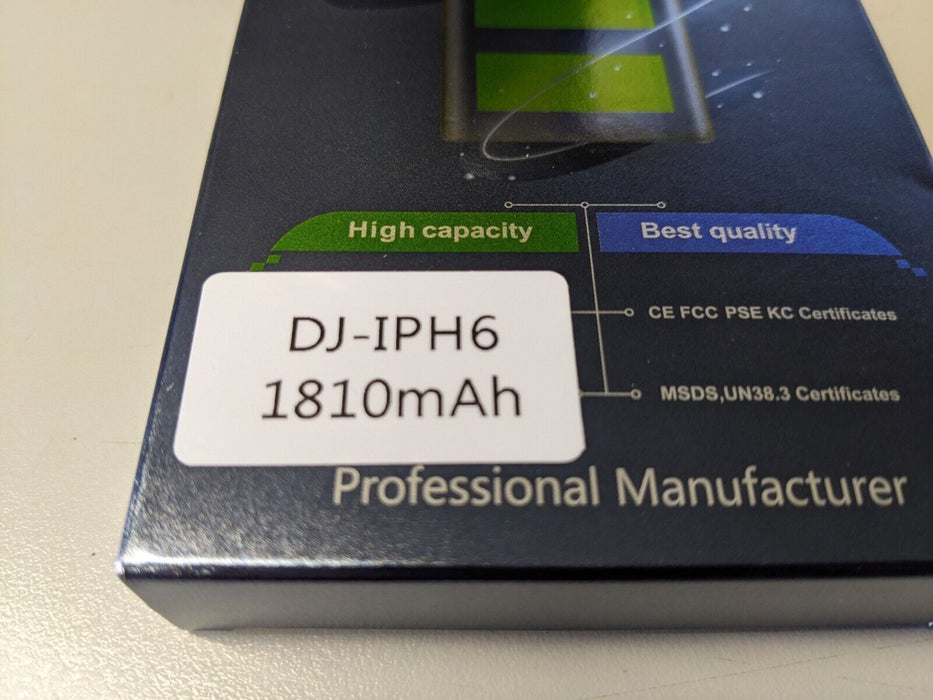 High capacity
Best quality
DJ-IPH6
1810mAh
CE FCC PSE KC Certificates
MSDS,UN38.3 Certificates
Professional Manufacturer